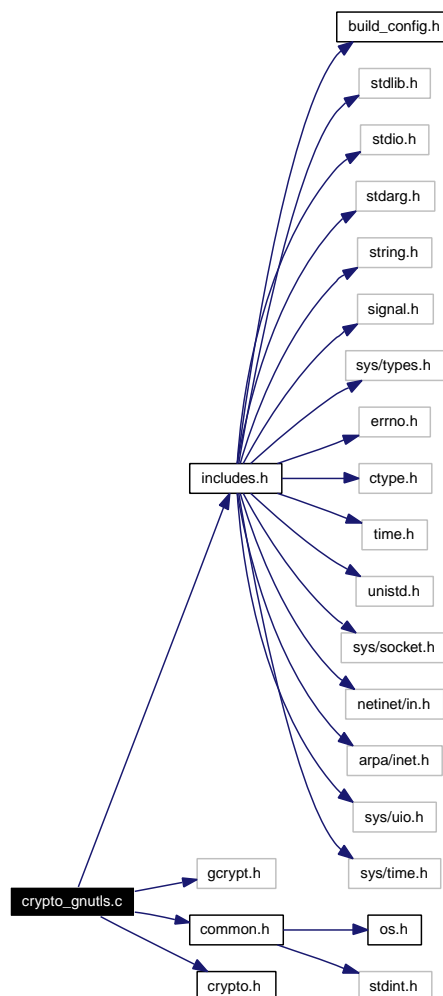 build_config.h
stdlib.h
stdio.h
stdarg.h
string.h
signal.h
sys/types.h
errno.h
includes.h
ctype.h
time.h
unistd.h
sys/socket.h
netinet/in.h
arpa/inet.h
sys/uio.h
gcrypt.h
sys/time.h
crypto_gnutls.c
common.h
os.h
crypto.h
stdint.h